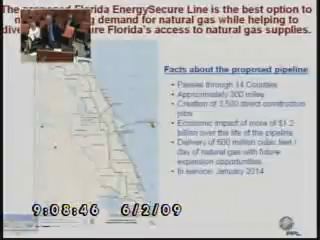 The proposed Florida EnergySecure Line is the best option to
demand for natural gas while helping to
Florida's access to natural gas supplies.
Facts about the proposed pipeline
• Passes through 14 Counties
• Approximately 300 miles
• Creation of 3,500 direct construction
jobs
• Economic impact of more of $1.2
billion over the life of the pipeline
• Delivery of 600 million cubic feet /
day of natural gas with future
expansion opportunities
• In service: January 2014
9:08:46 6/2/09
FPL